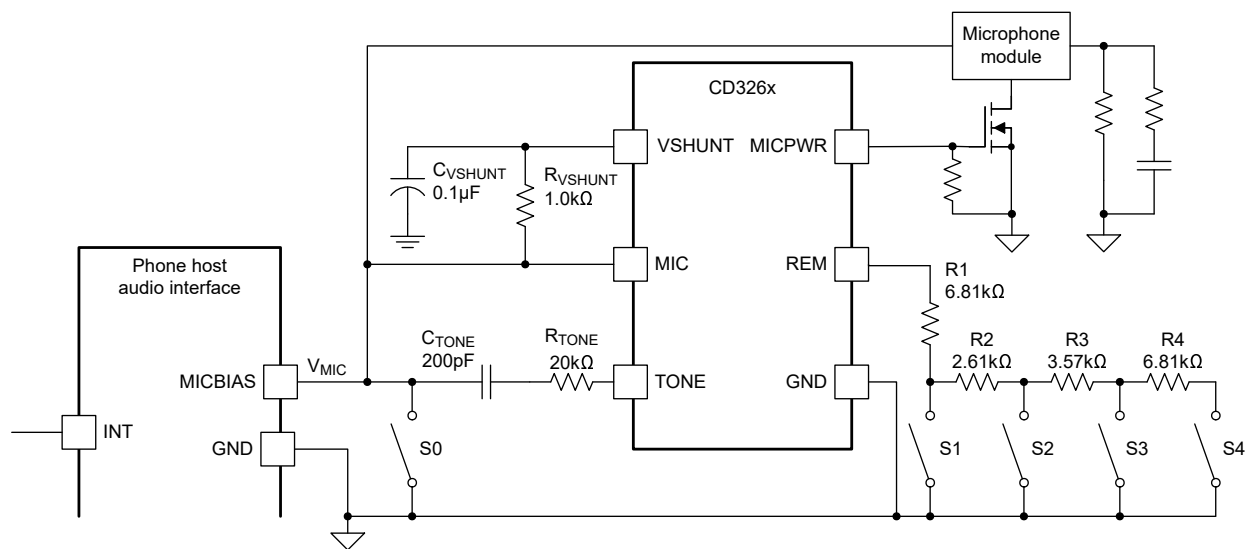 Microphone
module
CD326x
VSHUNT
MICPWR
CVSHUNT
0.1µF
RVSHUNT
1.0kΩ
Phone host
audio interface
MIC
REM
R1
6.81kΩ
CTONE
200pF
RTONE
20kΩ
R2
2.61kΩ
R3
3.57kΩ
R4
6.81kΩ
MICBIAS
VMIC
TONE
GND
INT
GND
S0
S1
S2
S3
S4